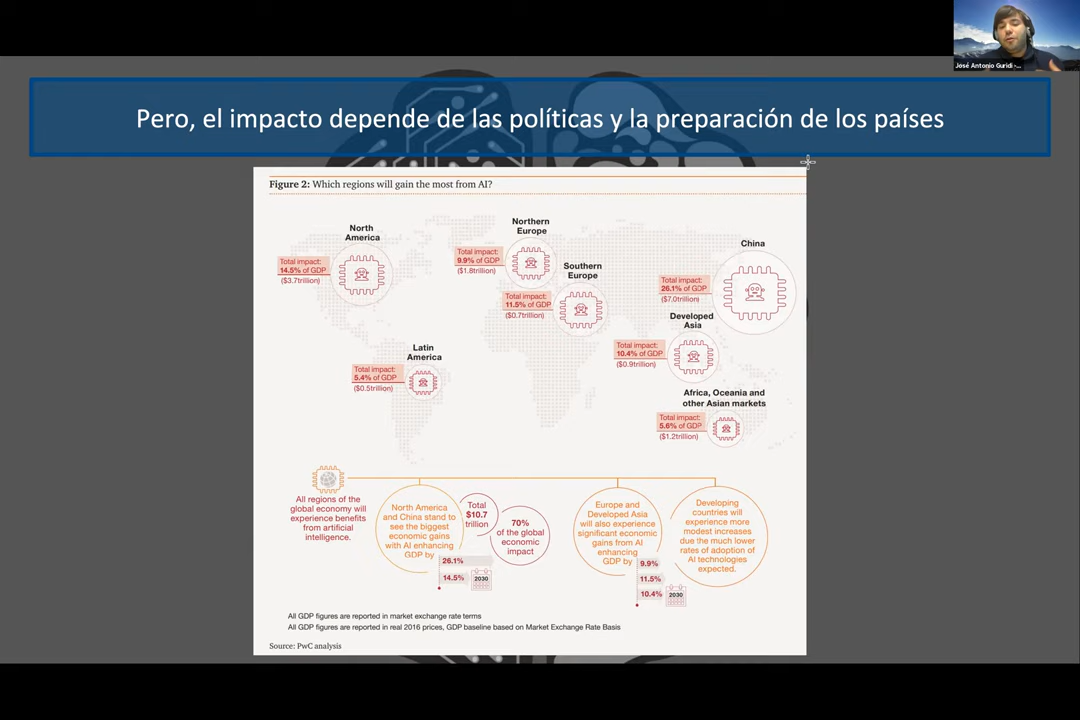 José Antonio Guridi -...
Pero, el impacto depende de las políticas y la preparación de los países
Figure 2: Which regions will gain the most from AI?
North
America
Total impact:
14.5% of GDP
($3.7trillion)
Northern
Europe
Total impact:
9.9% of GDP
($1.8trillion)
Southern
Europe
Total impact:
11.5% of GDP
($0.7trillion)
China
Total impact:
26.1% of GDP
($7.0trillion)
Developed
Asia
Total impact:
10.4% of GDP
($0.9trillion)
Latin
America
Total impact:
5.4% of GDP
($0.5trillion)
Africa, Oceania and
other Asian markets
Total impact:
5.6% of GDP
($1.2trillion)
All regions of the
global economy will
experience benefits
from artificial
intelligence.
North America
and China stand to
see the biggest
economic gains
with AI enhancing
GDP by
26.1%
14.5%
2030
Total
$10.7
trillion
70%
of the global
economic
impact
Europe and
Developed Asia
will also experience
significant economic
gains from AI
enhancing
GDP by
9.9%
11.5%
10.4%
2030
Developing
countries will
experience more
modest increases
due the much lower
rates of adoption of
AI technologies
expected.
All GDP figures are reported in market exchange rate terms
All GDP figures are reported in real 2016 prices, GDP baseline based on Market Exchange Rate Basis
Source: PwC analysis